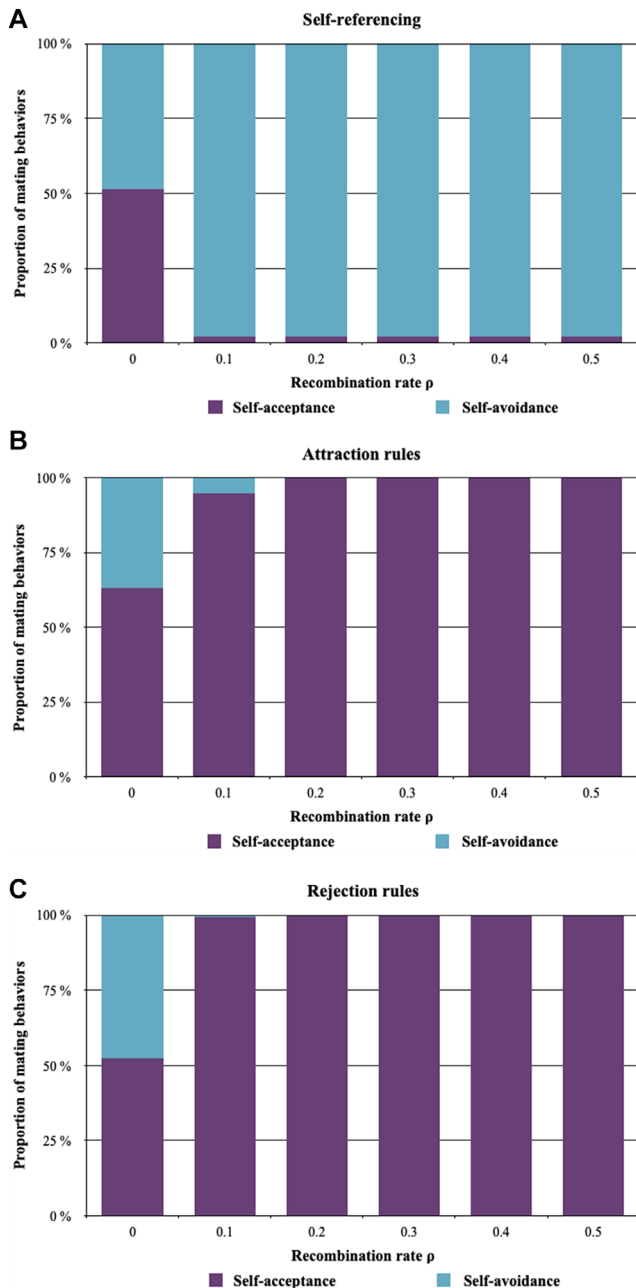 A
Self-referencing
100 %
75 %
50 %
25 %
0 %
Proportion of mating behaviors
0 0.1 0.2 0.3 0.4 0.5
Recombination rate ρ
Self-acceptance Self-avoidance
B
Attraction rules
100 %
75 %
50 %
25 %
0 %
Proportion of mating behaviors
0 0.1 0.2 0.3 0.4 0.5
Recombination rate ρ
Self-acceptance Self-avoidance
C
Rejection rules
100 %
75 %
50 %
25 %
0 %
Proportion of mating behaviors
0 0.1 0.2 0.3 0.4 0.5
Recombination rate ρ
Self-acceptance Self-avoidance